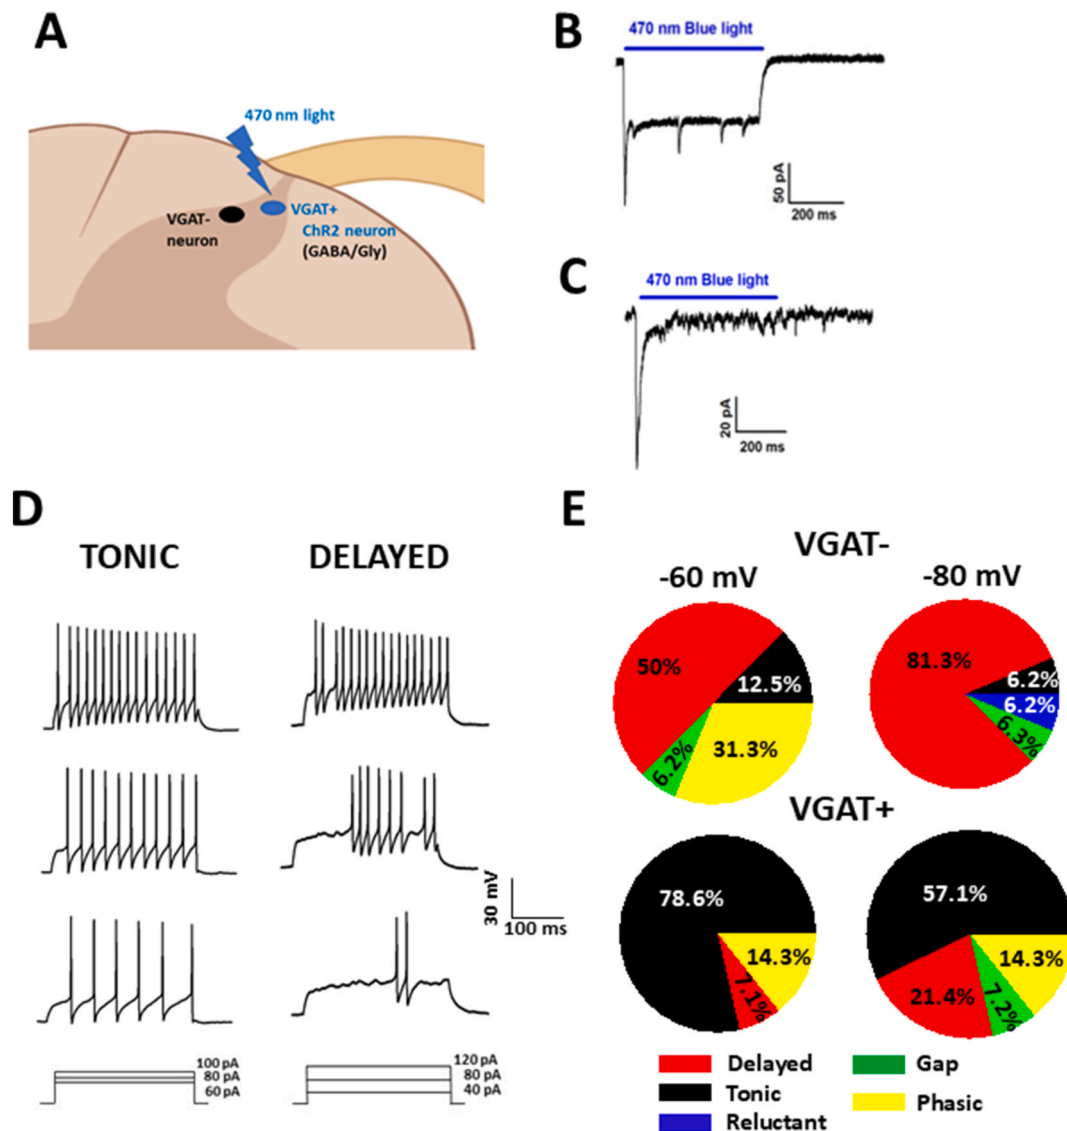 A
470 nm light
VGAT-
neuron
VGAT+
ChR2 neuron
(GABA/Gly)
B
470 nm Blue light
50 pA
200 ms
C
470 nm Blue light
20 pA
200 ms
D
TONIC
DELAYED
30 mV
100 ms
100 pA
80 pA
60 pA
120 pA
80 pA
40 pA
E
VGAT-
-60 mV
-80 mV
50%
12.5%
6.2%
31.3%
81.3%
6.2%
6.2%
6.3%
VGAT+
78.6%
14.3%
7.1%
57.1%
14.3%
21.4%
7.2%
Delayed
Tonic
Reluctant
Gap
Phasic